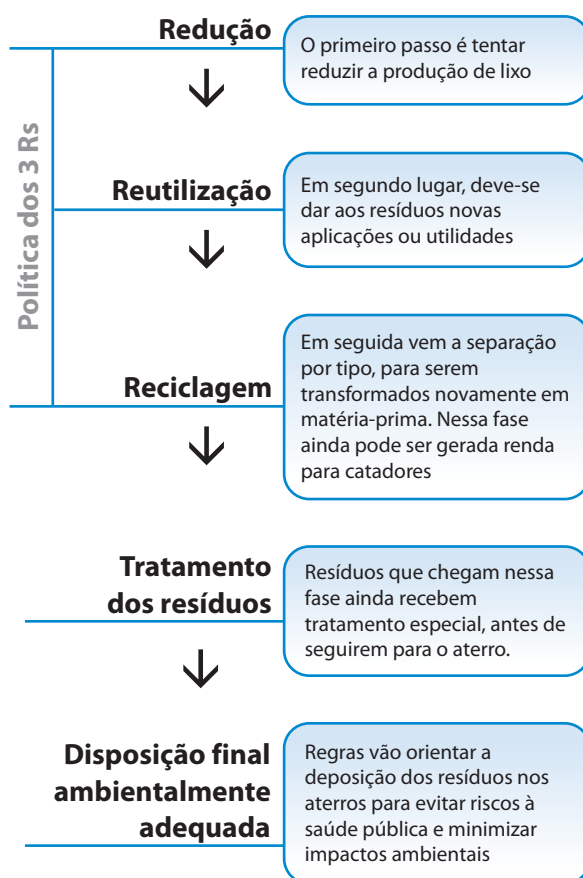 Política dos 3 Rs
Redução
O primeiro passo é tentar
reduzir a produção de lixo
Reutilização
Em segundo lugar, deve-se
dar aos resíduos novas
aplicações ou utilidades
Reciclagem
Em seguida vem a separação
por tipo, para serem
transformados novamente em
matéria-prima. Nessa fase
ainda pode ser gerada renda
para catadores
Tratamento
dos resíduos
Resíduos que chegam nessa
fase ainda recebem
tratamento especial, antes de
seguirem para o aterro.
Disposição final
ambientalmente
adequada
Regras vão orientar a
deposição dos resíduos nos
aterros para evitar riscos à
saúde pública e minimizar
impactos ambientais